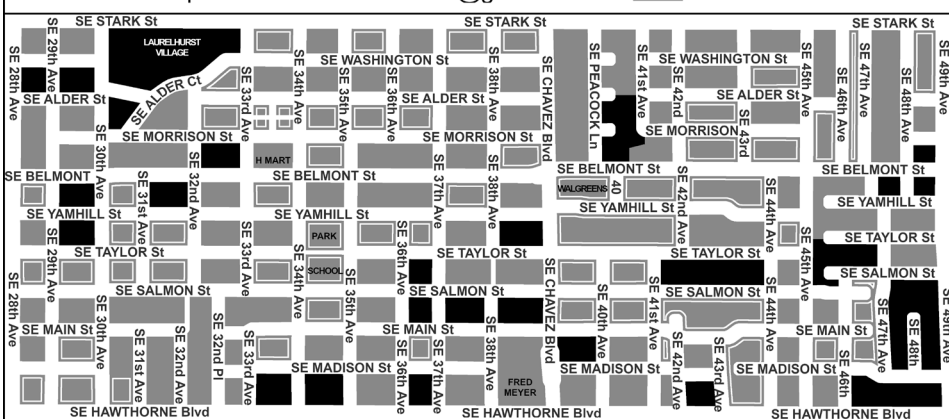 SE STARK St
SE STARK St
SE STARK St
SE 29th Ave
SE 28th Ave
LAURELHURST
VILLAGE
SE WASHINGTON St
SE WASHINGTON St
SE 33rd Ave
SE 34th Ave
SE 35th Ave
SE 36th Ave
SE 38th Ave
SE CHAVEZ Blvd
SE PEACOCK Ln
SE 41st Ave
SE 42nd
SE 45th Ave
SE 46th Ave
SE 47th Ave
SE 48th Ave
SE 49th Ave
SE ALDER St
SE ALDER Ct
SE ALDER St
SE ALDER St
SE 43rd
SE MORRISON St
SE MORRISON St
SE MORRISON
SE 30th Ave
SE 32nd Ave
H MART
SE 37th Ave
SE 38th Ave
SE BELMONT
SE BELMONT St
SE BELMONT St
SE BELMONT St
SE 31st Ave
WALGREENS
40
SE 42nd Ave
SE 44th Ave
SE YAMHILL St
SE YAMHILL St
SE YAMHILL St
SE YAMHILL St
SE 29th Ave
SE 33rd Ave
SE 34th Ave
PARK
SE 36th Ave
SE 45th Ave
SE TAYLOR St
SE TAYLOR St
SE TAYLOR St
SE TAYLOR St
SE 28th Ave
SCHOOL
SE 35th Ave
SE CHAVEZ Blvd
SE SALMON St
SE SALMON St
SE SALMON St
SE SALMON St
SE 30th Ave
SE 40th Ave
SE 41st Ave
SE 44th Ave
SE 47th Ave
SE 48th
SE 49th Ave
SE MAIN St
SE MAIN St
SE MAIN St
SE 31st Ave
SE 32nd Ave
SE 32nd Pl
SE 33rd Ave
SE 36th Ave
SE 37th Ave
SE 38th Ave
SE 42nd Ave
SE 43rd Ave
SE 46th
SE MADISON St
SE MADISON St
SE MADISON St
FRED
MEYER
SE HAWTHORNE Blvd
SE HAWTHORNE Blvd
SE HAWTHORNE Blvd